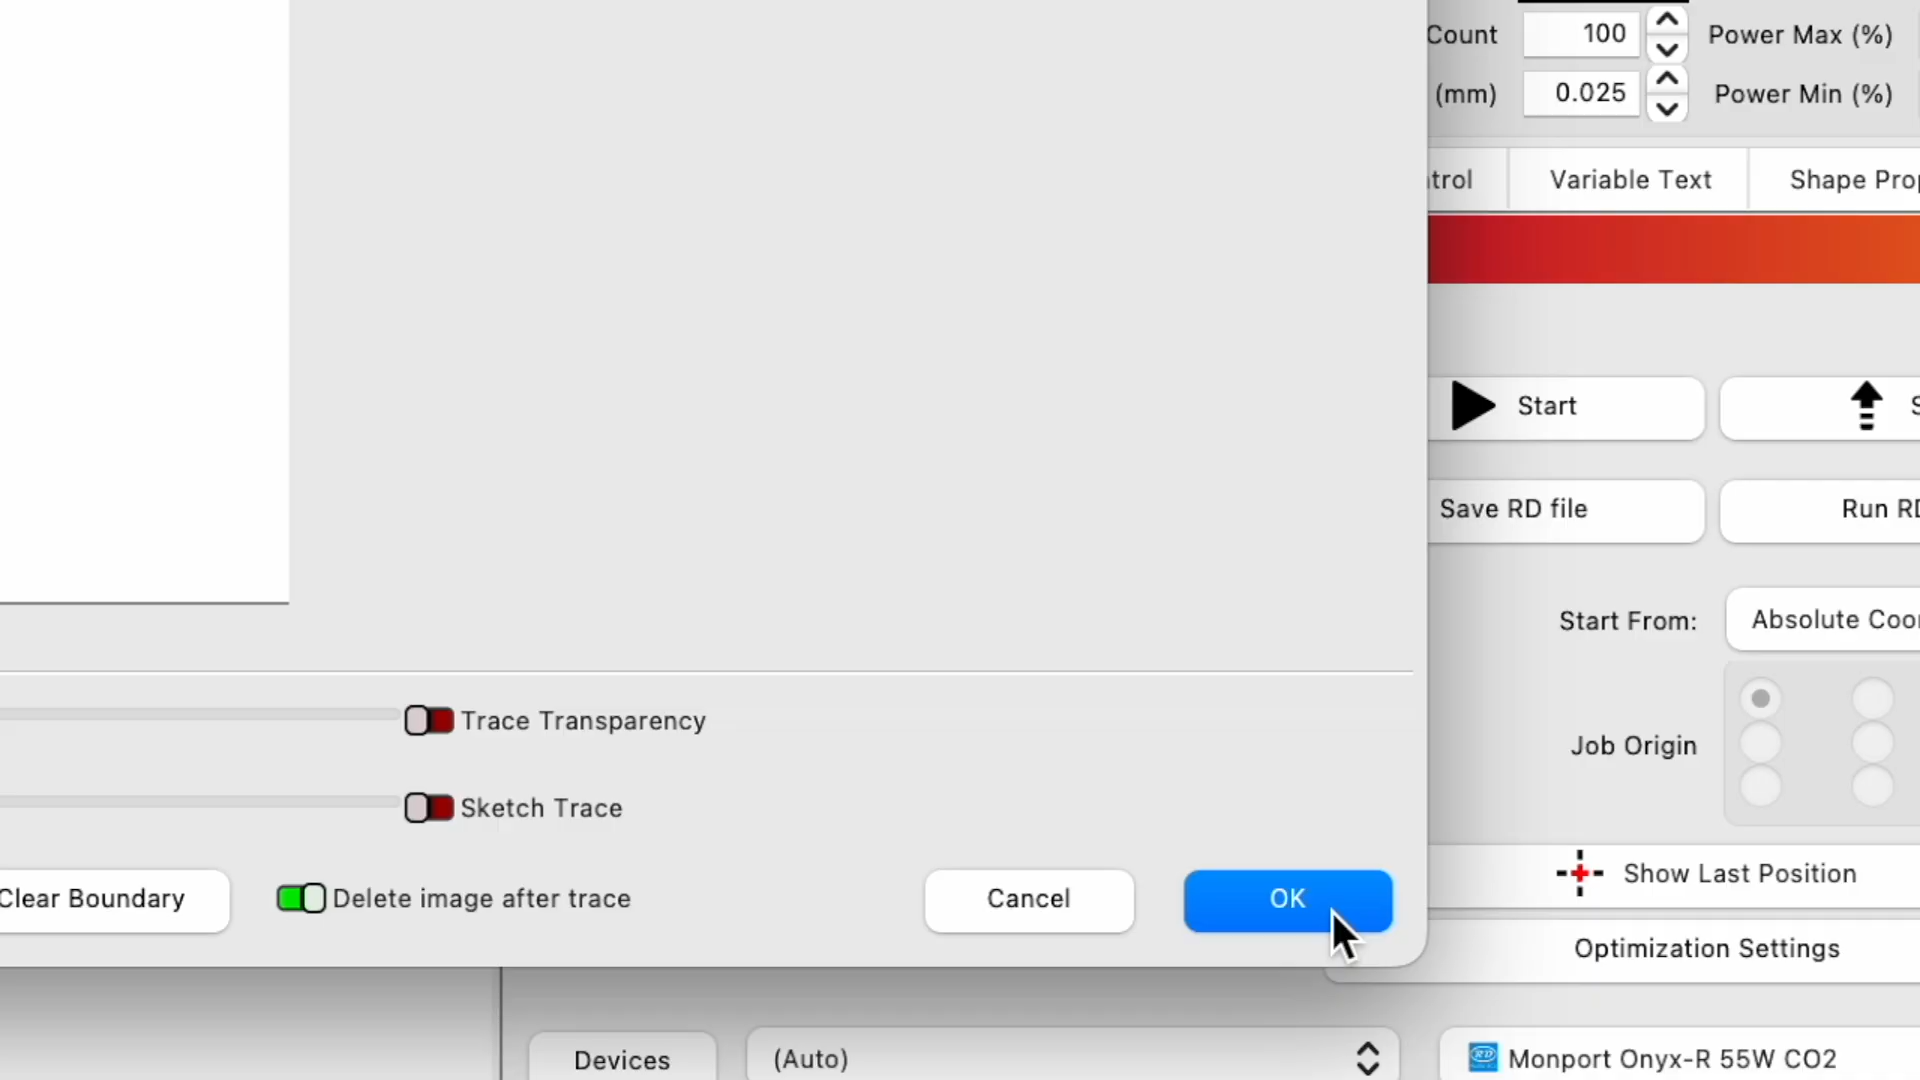 Count 100 Power Max (%)
(mm) 0.025 Power Min (%)
trol Variable Text Shape Prop
Start S
Save RD file Run RD
Start From: Absolute Coor
Job Origin
Trace Transparency
Sketch Trace
Clear Boundary Delete image after trace Cancel OK
Show Last Position
Optimization Settings
Devices (Auto) RD Monport Onyx-R 55W CO2